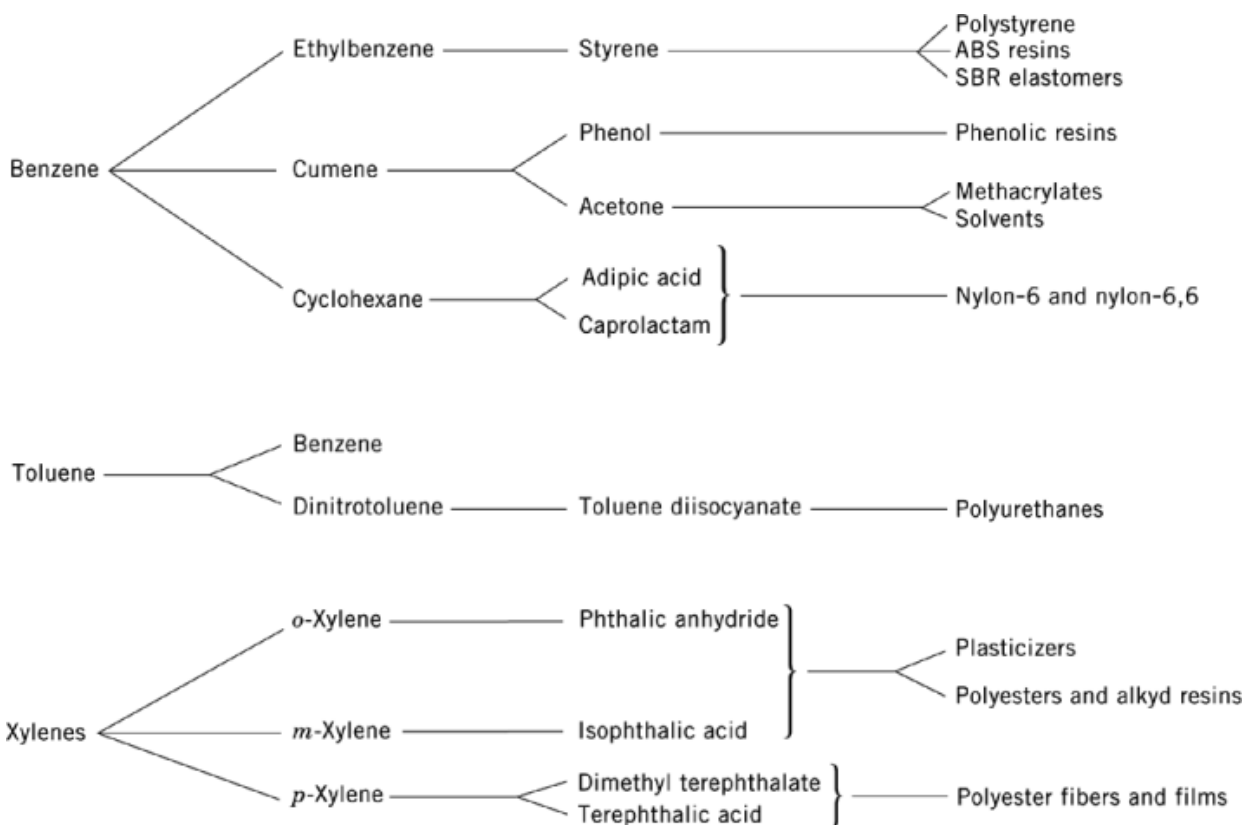 Polystyrene
Ethylbenzene Styrene ABS resins
SBR elastomers
Phenol Phenolic resins
Benzene Cumene
Acetone Methacrylates
Solvents
Adipic acid
Cyclohexane Nylon-6 and nylon-6,6
Caprolactam
Benzene
Toluene
Dinitrotoluene Toluene diisocyanate Polyurethanes
o-Xylene Phthalic anhydride
Plasticizers
Polyesters and alkyd resins
Xylenes m-Xylene Isophthalic acid
Dimethyl terephthalate
p-Xylene Polyester fibers and films
Terephthalic acid